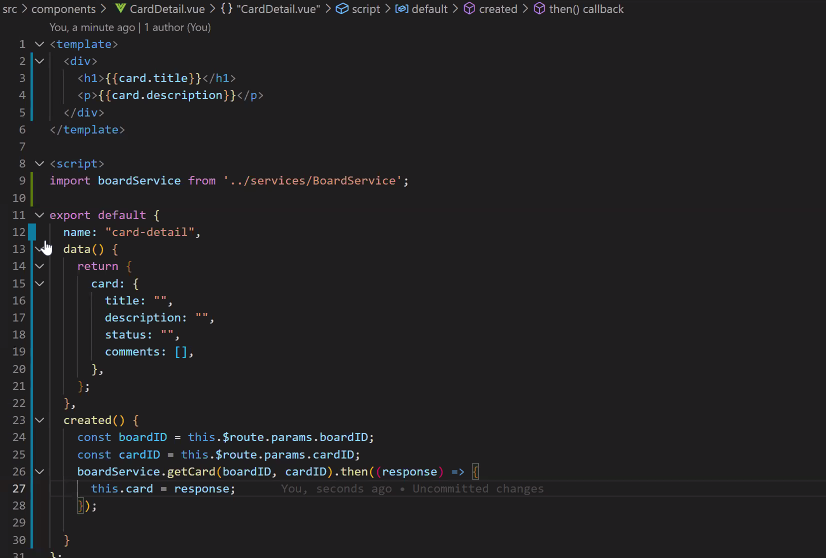 src > components > CardDetail.vue > {} "CardDetail.vue" > script > default > created > then() callback
You, a minute ago | 1 author (You)
1 <template>
2 <div>
3 <h1>{{card.title}}</h1>
4 <p>{{card.description}}</p>
5 </div>
6 </template>
7
8 <script>
9 import boardService from '../services/BoardService';
10
11 export default {
12 name: "card-detail",
13 data() {
14 return {
15 card: {
16 title: "",
17 description: "",
18 status: "",
19 comments: [],
20 },
21 };
22 },
23 created() {
24 const boardID = this.$route.params.boardID;
25 const cardID = this.$route.params.cardID;
26 boardService.getCard(boardID, cardID).then((response) => {
27 this.card = response; You, seconds ago • Uncommitted changes
28 });
29
30 }
31 };